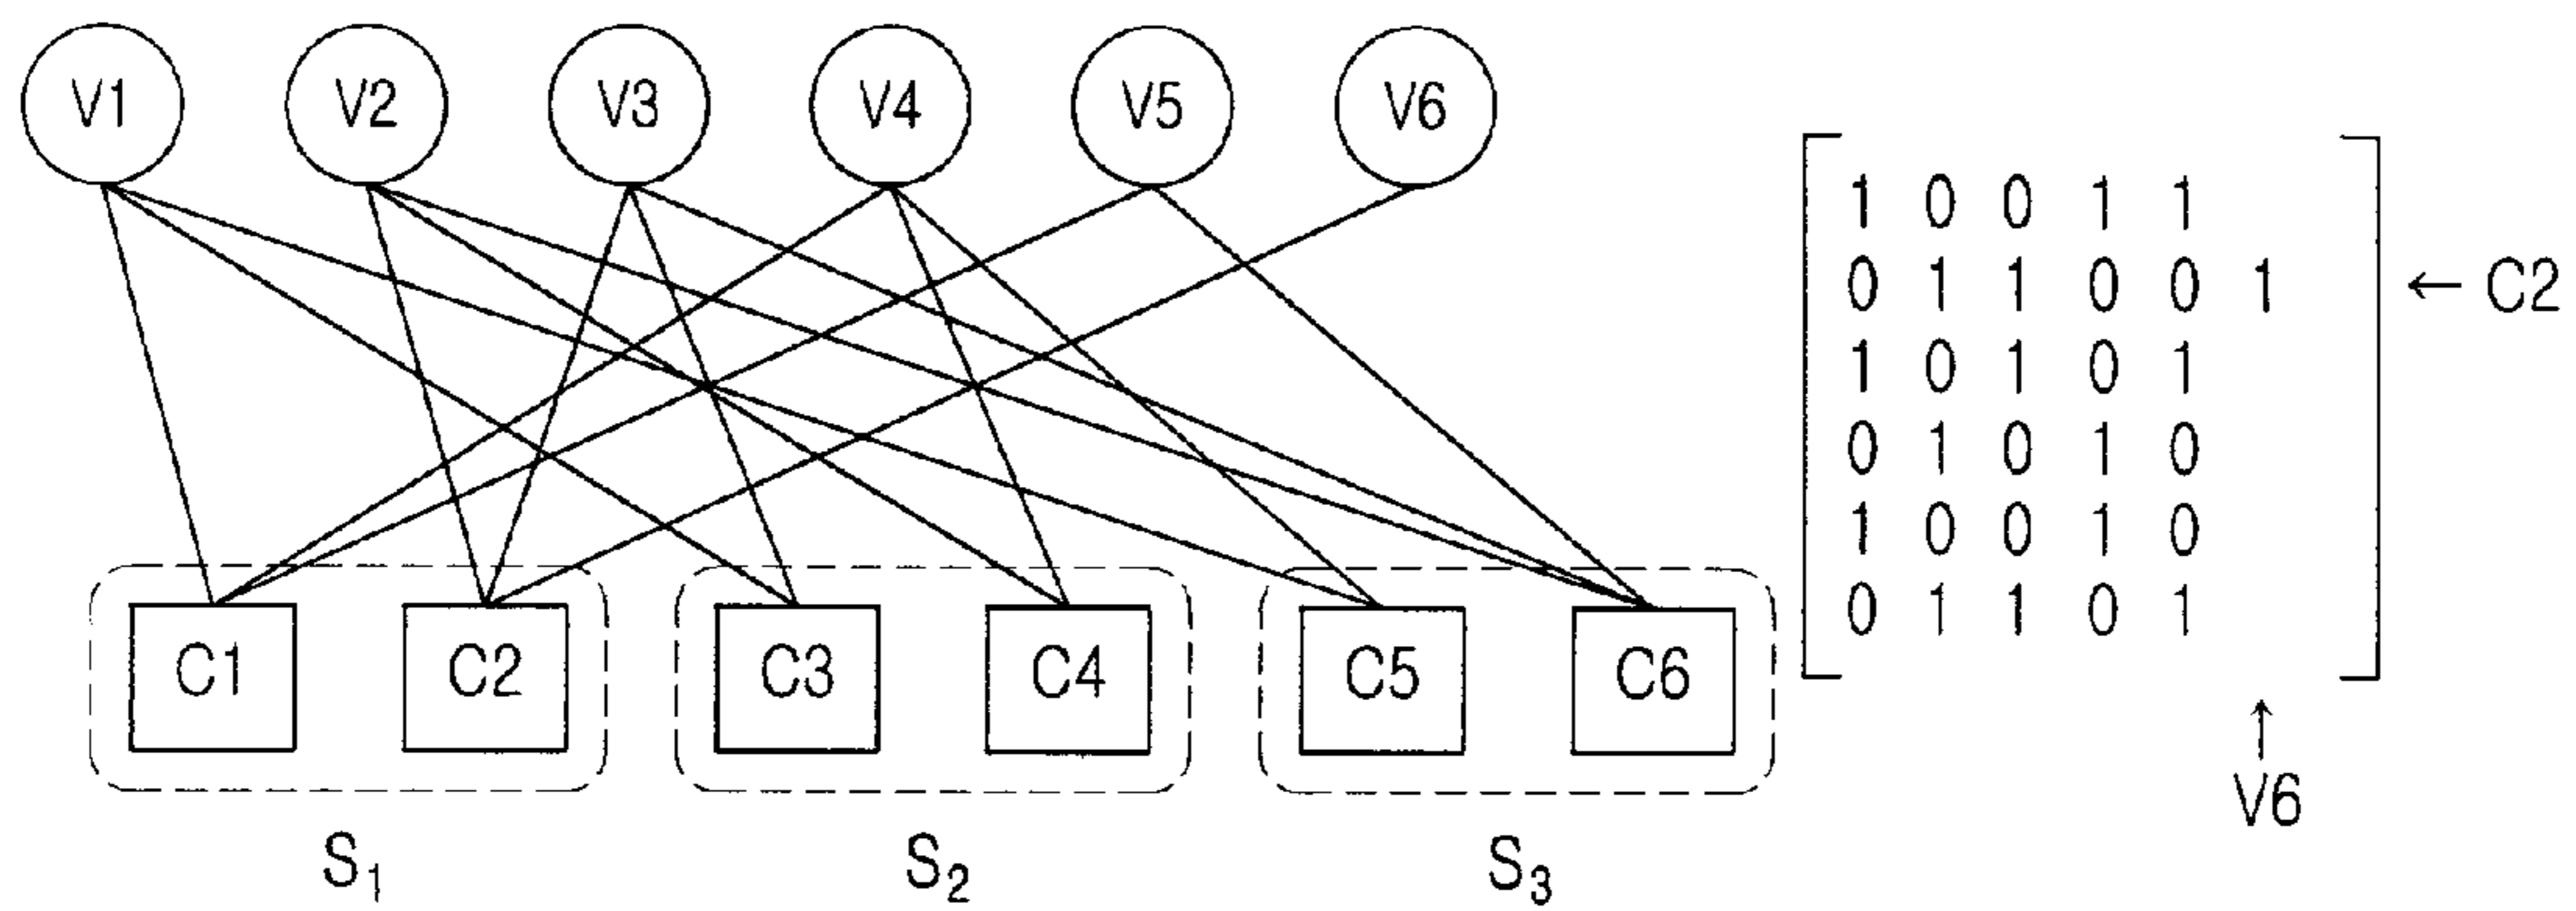 V1 V2 V3 V4 V5 V6
1 0 0 1 1
0 1 1 0 0 1 ← C2
1 0 1 0 1
0 1 0 1 0
1 0 0 1 0
0 1 1 0 1
C1 C2 C3 C4 C5 C6
↑
V6
S₁ S₂ S₃